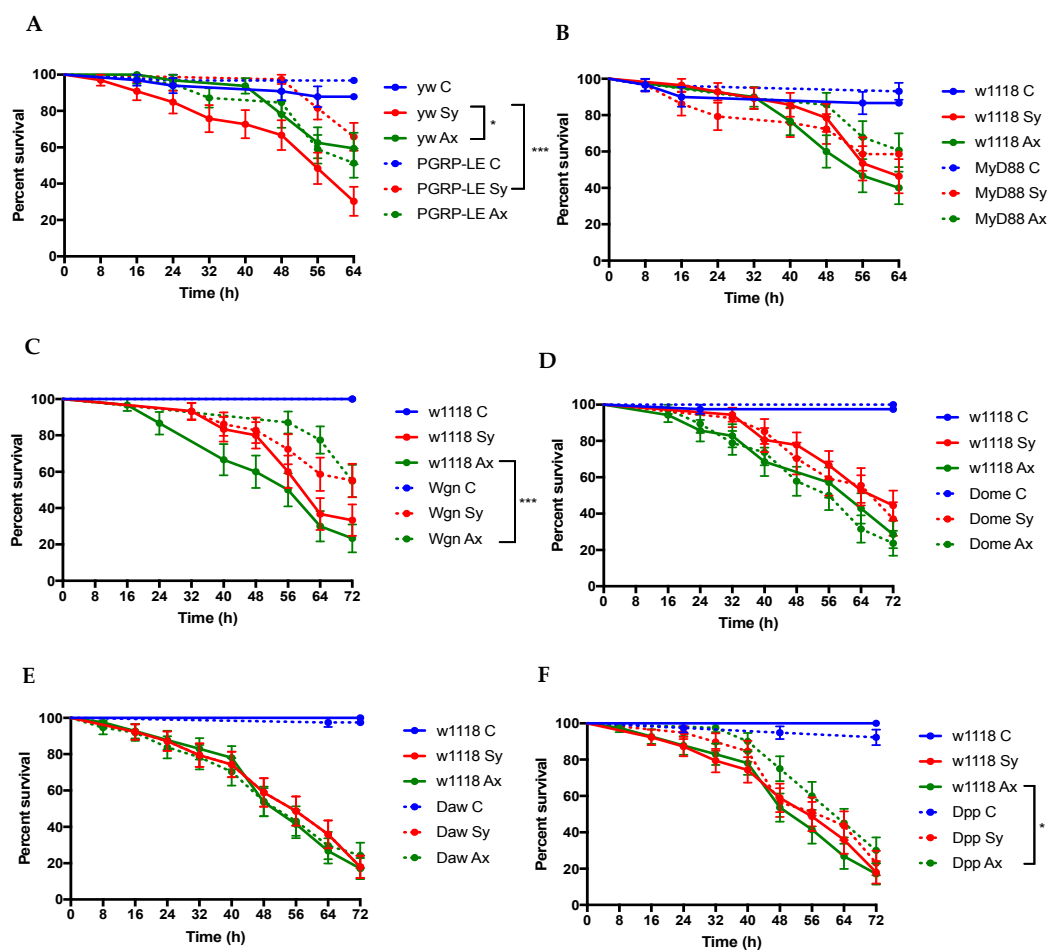 A
Percent survival
100
80
60
40
20
0
0 8 16 24 32 40 48 56 64
Time (h)
yw C
yw Sy
yw Ax
PGRP-LE C
PGRP-LE Sy
PGRP-LE Ax
*
***
B
Percent survival
100
80
60
40
20
0
0 8 16 24 32 40 48 56 64
Time (h)
w1118 C
w1118 Sy
w1118 Ax
MyD88 C
MyD88 Sy
MyD88 Ax
C
Percent survival
100
80
60
40
20
0
0 8 16 24 32 40 48 56 64 72
Time (h)
w1118 C
w1118 Sy
w1118 Ax
Wgn C
Wgn Sy
Wgn Ax
***
D
Percent survival
100
80
60
40
20
0
0 8 16 24 32 40 48 56 64 72
Time (h)
w1118 C
w1118 Sy
w1118 Ax
Dome C
Dome Sy
Dome Ax
E
Percent survival
100
80
60
40
20
0
0 8 16 24 32 40 48 56 64 72
Time (h)
w1118 C
w1118 Sy
w1118 Ax
Daw C
Daw Sy
Daw Ax
F
Percent survival
100
80
60
40
20
0
0 8 16 24 32 40 48 56 64 72
Time (h)
w1118 C
w1118 Sy
w1118 Ax
Dpp C
Dpp Sy
Dpp Ax
*